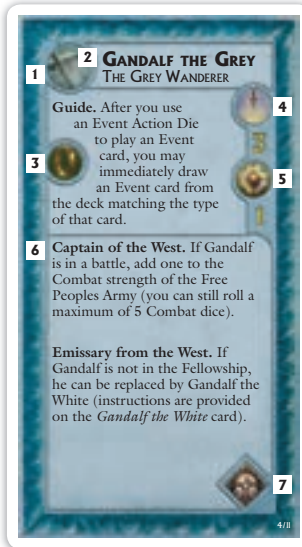 1
2 GANDALF THE GREY
THE GREY WANDERER
Guide. After you use
an Event Action Die
to play an Event
card, you may
immediately draw
an Event card from
the deck matching the type
of that card.
3
4
3
5
1
6 Captain of the West. If Gandalf
is in a battle, add one to the
Combat strength of the Free
Peoples Army (you can still roll a
maximum of 5 Combat dice).
Emissary from the West. If
Gandalf is not in the Fellowship,
he can be replaced by Gandalf the
White (instructions are provided
on the Gandalf the White card).
7
4/11